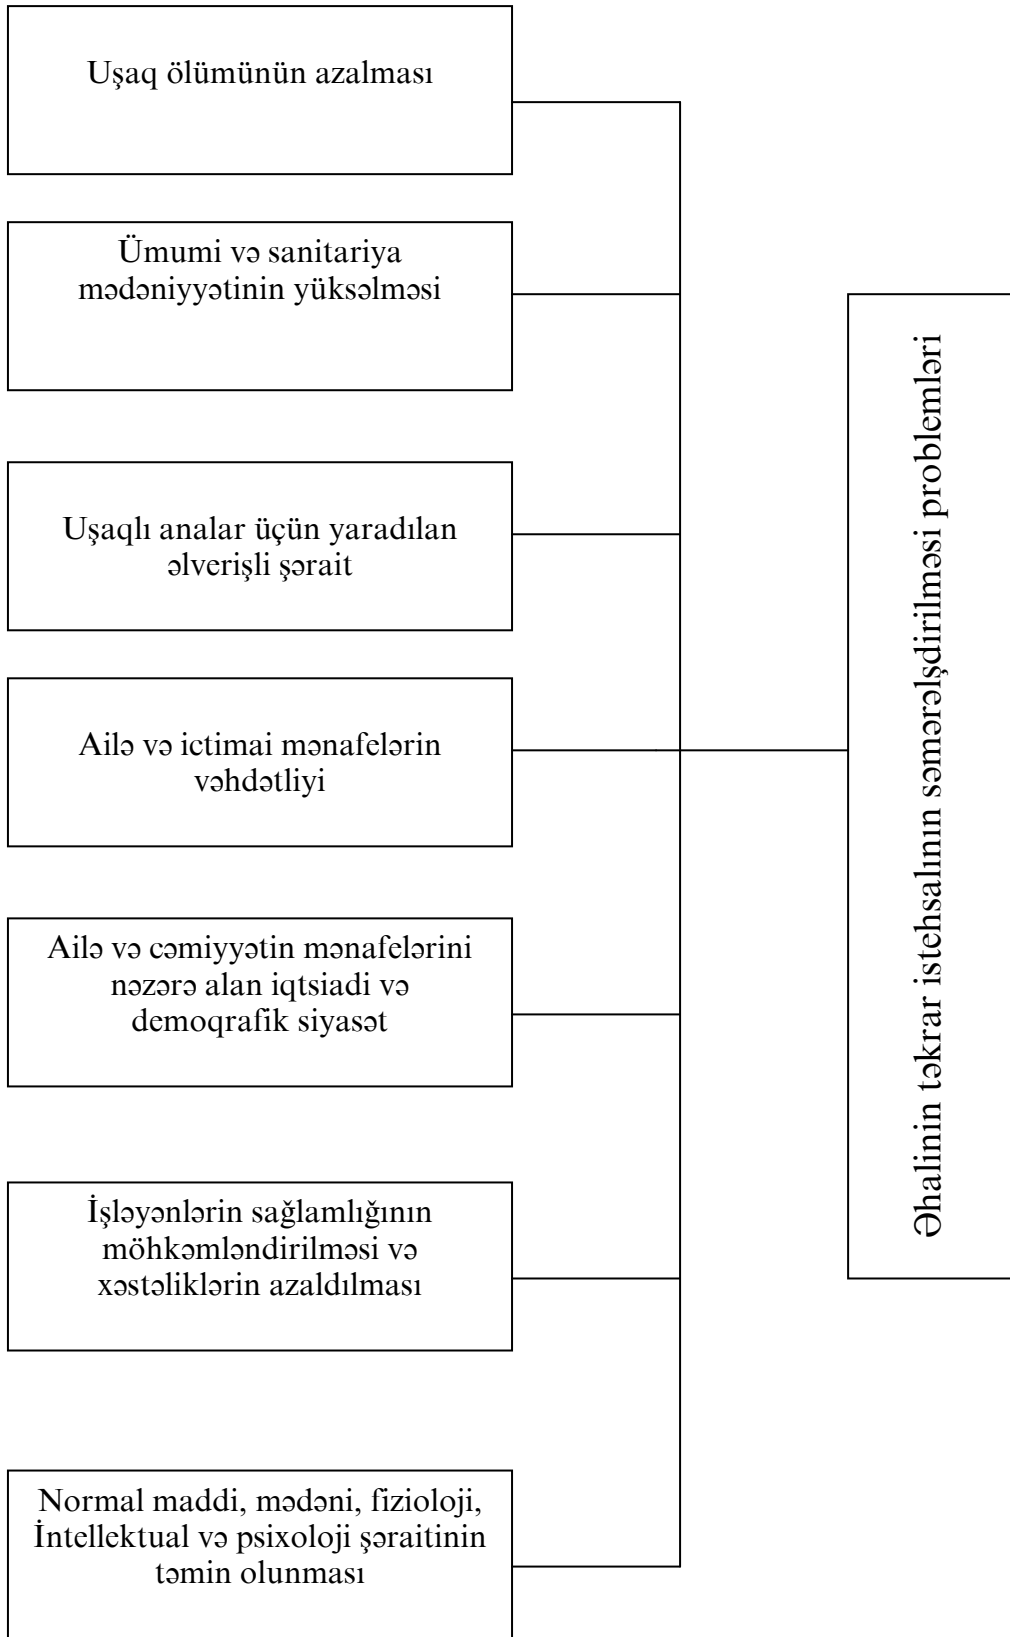 Uşaq ölümünün azalması
Ümumi və sanitariya
mədəniyyətinin yüksəlməsi
Uşaqlı analar üçün yaradılan
əlverişli şərait
Ailə və ictimai mənafelərin
vəhdətliyi
Ailə və cəmiyyətin mənafelərini
nəzərə alan iqtsiadi və
demoqrafik siyasət
İşləyənlərin sağlamlığının
möhkəmləndirilməsi və
xəstəliklərin azaldılması
Normal maddi, mədəni, fizioloji,
İntellektual və psixoloji şəraitinin
təmin olunması
Əhalinin təkrar istehsalının səmərələşdirilməsi problemləri